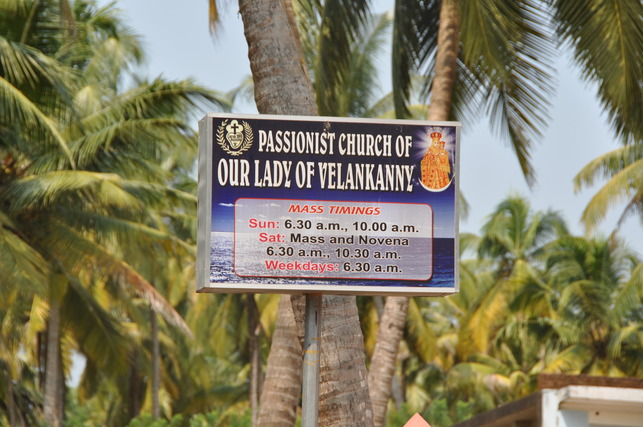 PASSIONIST CHURCH OF
OUR LADY OF VELANKANNY
MASS TIMINGS
Sun: 6.30 a.m., 10.00 a.m.
Sat: Mass and Novena
6.30 a.m., 10.30 a.m.
Weekdays: 6.30 a.m.